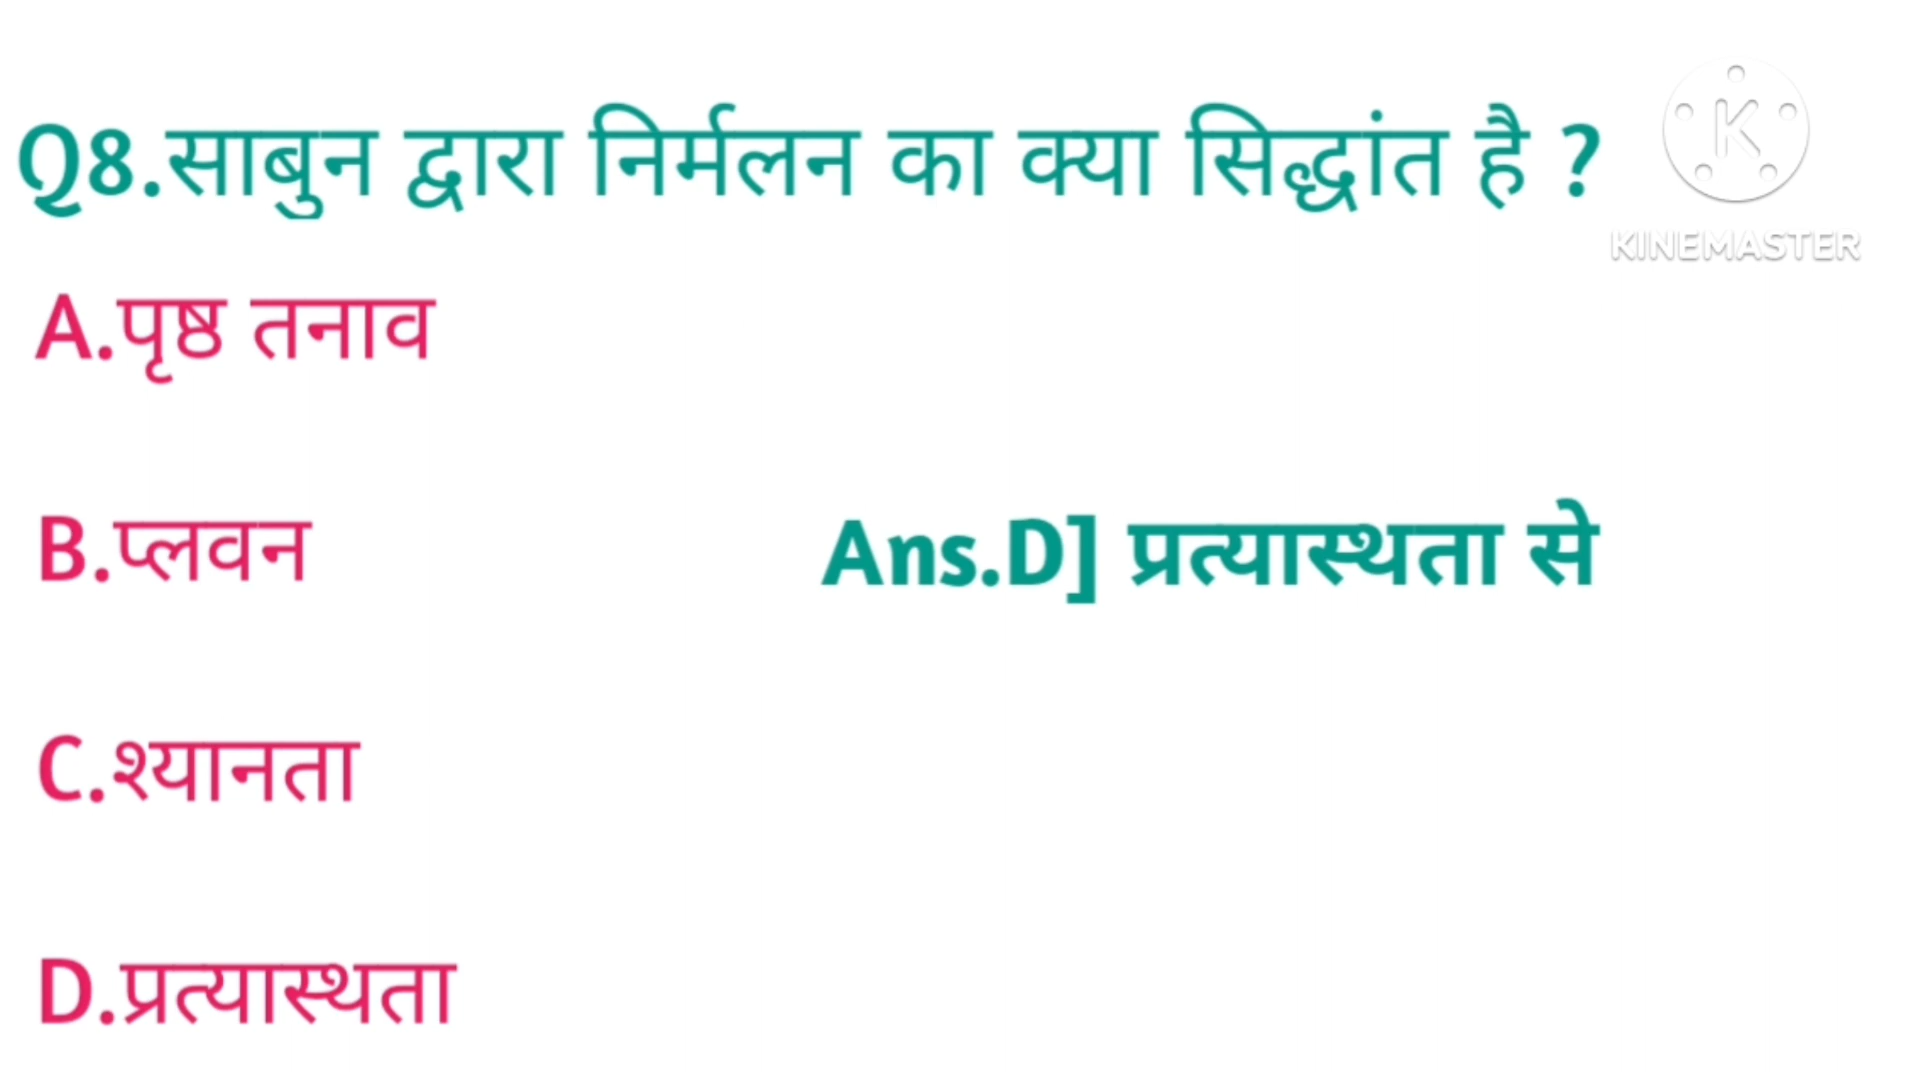 Q8.साबुन द्वारा निर्मलन का क्या सिद्धांत है ?
K
KINEMASTER
A.पृष्ठ तनाव
B.प्लवन
Ans.D] प्रत्यास्थता से
C.श्यानता
D.प्रत्यास्थता